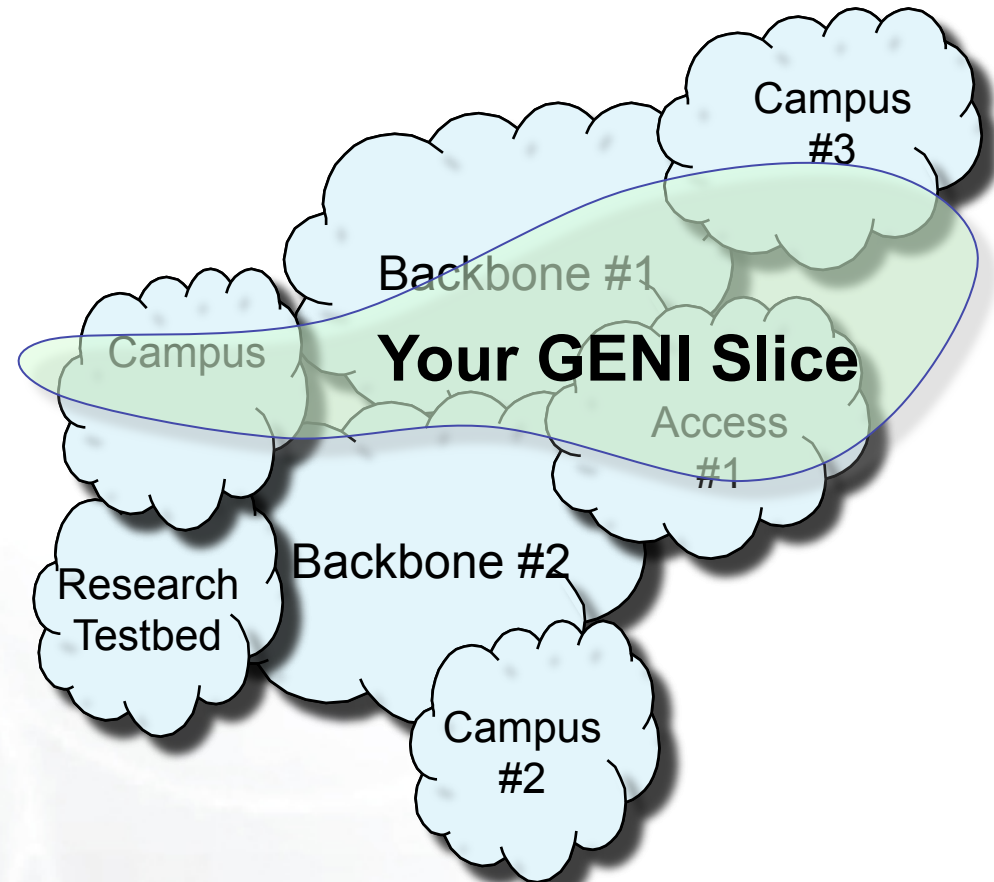 Campus
#3
Backbone #1
Campus
Your GENI Slice
Access
#1
Backbone #2
Research
Testbed
Campus
#2